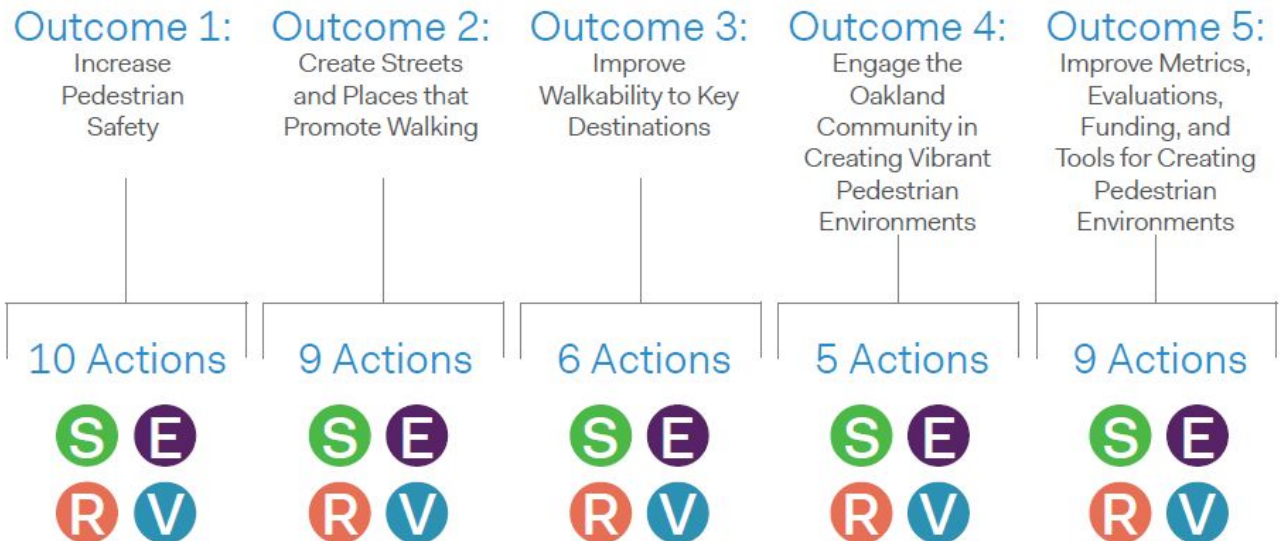 Outcome 1:
Increase
Pedestrian
Safety
10 Actions
S E
R V
Outcome 2:
Create Streets
and Places that
Promote Walking
9 Actions
S E
R V
Outcome 3:
Improve
Walkability to Key
Destinations
6 Actions
S E
R V
Outcome 4:
Engage the
Oakland
Community in
Creating Vibrant
Pedestrian
Environments
5 Actions
S E
R V
Outcome 5:
Improve Metrics,
Evaluations,
Funding, and
Tools for Creating
Pedestrian
Environments
9 Actions
S E
R V